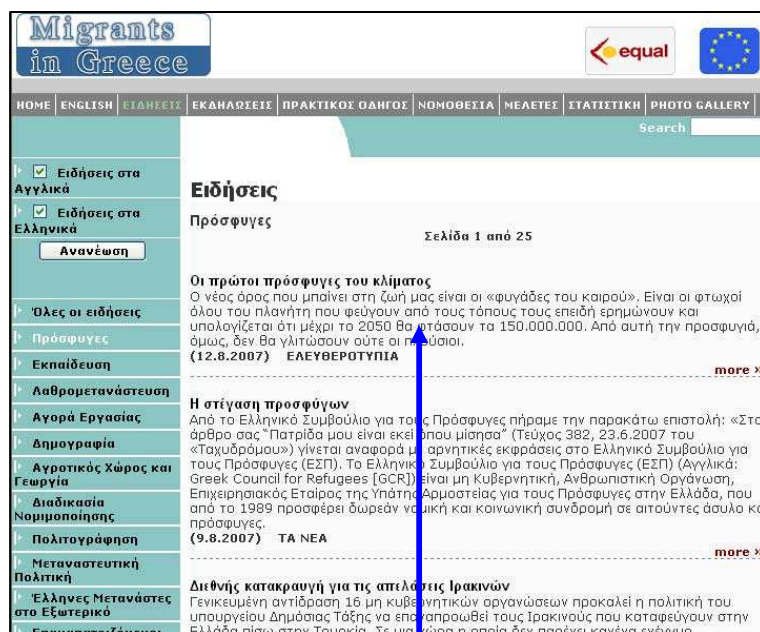 Migrants
in Greece
equal
HOME ENGLISH ΕΙΔΗΣΕΙΣ ΕΚΔΗΛΩΣΕΙΣ ΠΡΑΚΤΙΚΟΣ ΟΔΗΓΟΣ ΝΟΜΟΘΕΣΙΑ ΜΕΛΕΤΕΣ ΣΤΑΤΙΣΤΙΚΗ PHOTO GALLERY
Search
Ειδήσεις στα
Αγγλικά
Ειδήσεις στα
Ελληνικά
Ανανέωση
Όλες οι ειδήσεις
Πρόσφυγες
Εκπαίδευση
Λαθρομετανάστευση
Αγορά Εργασίας
Δημογραφία
Αγροτικός Χώρος και
Γεωργία
Διαδικασία
Νομιμοποίησης
Πολιτογράφηση
Μεταναστευτική
Πολιτική
Έλληνες Μετανάστες
στο Εξωτερικό
Ειδήσεις
Πρόσφυγες
Σελίδα 1 από 25
Οι πρώτοι πρόσφυγες του κλίματος
Ο νέος όρος που μπαίνει στη ζωή μας είναι οι «φυγάδες του καιρού». Είναι οι φτωχοί
όλου του πλανήτη που φεύγουν από τους τόπους τους επειδή ερημώνουν και
υπολογίζεται ότι μέχρι το 2050 θα φτάσουν τα 150.000.000. Από αυτή την προσφυγιά,
όμως, δεν θα γλιτώσουν ούτε οι πλούσιοι.
(12.8.2007) ΕΛΕΥΘΕΡΟΤΥΠΙΑ
more »
Η στέγαση προσφύγων
Από το Ελληνικό Συμβούλιο για τους Πρόσφυγες πήραμε την παρακάτω επιστολή: «Στο
άρθρο σας "Πατρίδα μου είναι εκεί όπου μίσησα" (Τεύχος 382, 23.6.2007 του
«Ταχυδρόμου») γίνεται αναφορά με αρνητικές εκφράσεις στο Ελληνικό Συμβούλιο για
τους Πρόσφυγες (ΕΣΠ). Το Ελληνικό Συμβούλιο για τους Πρόσφυγες (ΕΣΠ) (Αγγλικά:
Greek Council for Refugees [GCR]) είναι μη Κυβερνητική, Ανθρωπιστική Οργάνωση,
Επιχειρησιακός Εταίρος της Υπάτης Αρμοστείας για τους Πρόσφυγες στην Ελλάδα, που
από το 1989 προσφέρει δωρεάν νομική και κοινωνική συνδρομή σε αιτούντες άσυλο κα
πρόσφυγες.
(9.8.2007) ΤΑ ΝΕΑ
more »
Διεθνής κατακραυγή για τις απελάσεις Ιρακινών
Γενικευμένη αντίδραση 16 μη κυβερνητικών οργανώσεων προκαλεί η πολιτική του
υπουργείου Δημόσιας Τάξης να επαναπροωθεί τους Ιρακινούς που καταφεύγουν στην